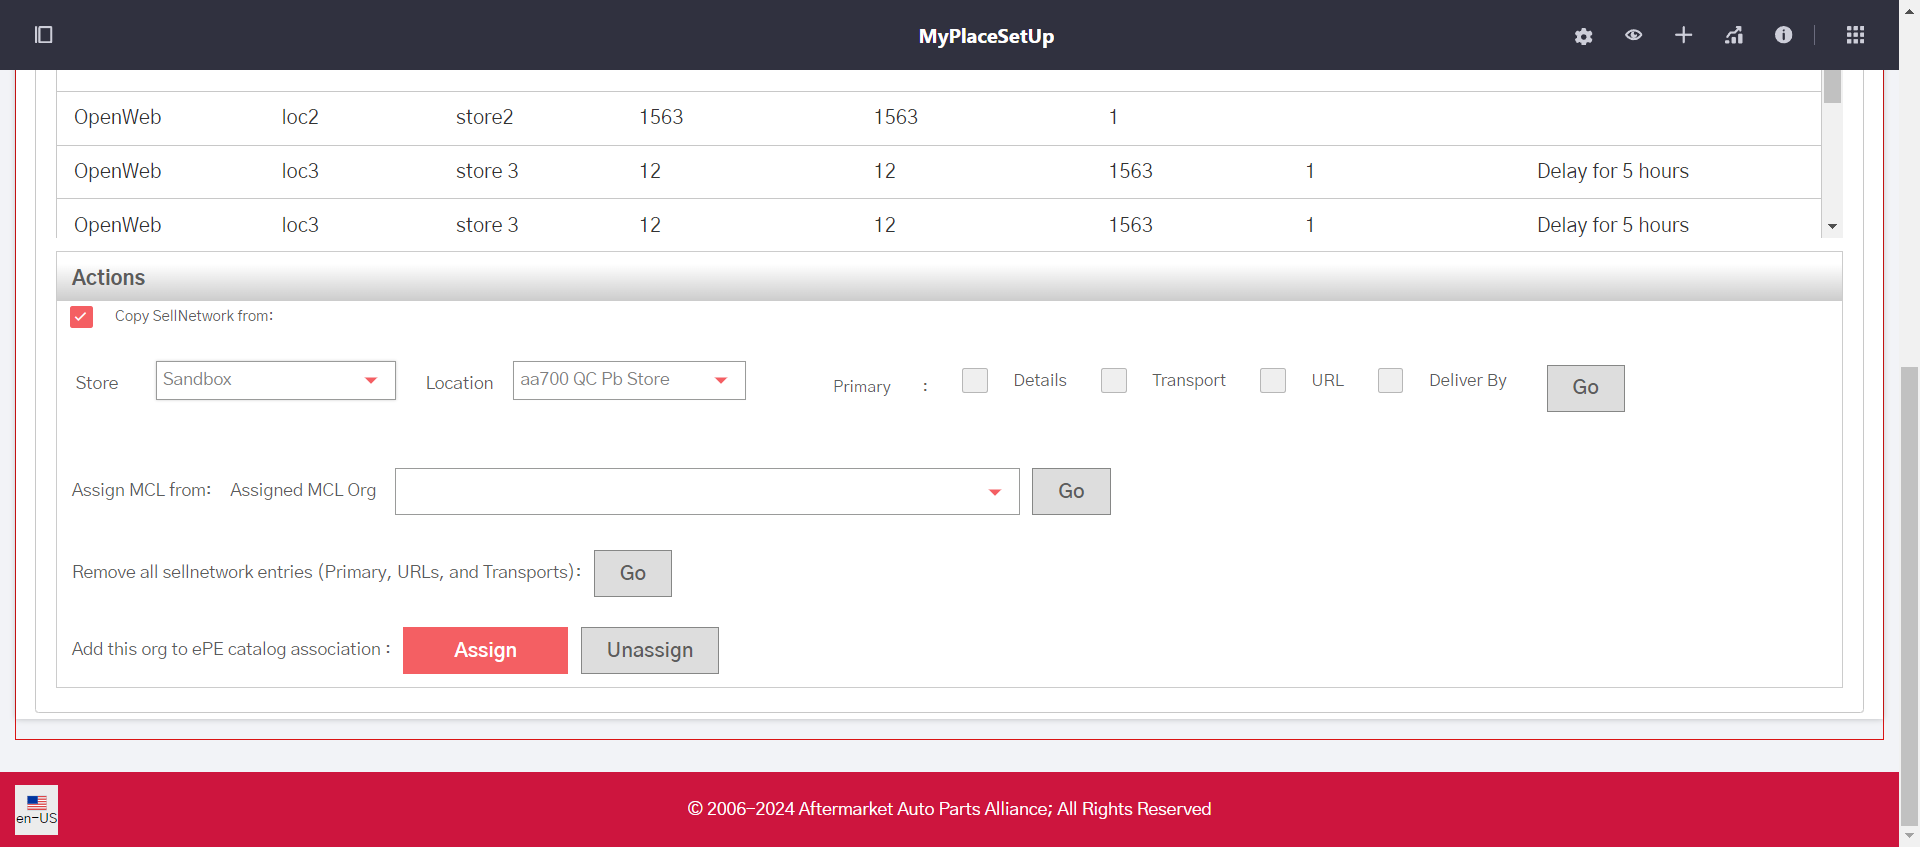 MyPlaceSetUp
OpenWeb loc2 store2 1563 1563 1
OpenWeb loc3 store 3 12 12 1563 1 Delay for 5 hours
OpenWeb loc3 store 3 12 12 1563 1 Delay for 5 hours
Actions
Copy SellNetwork from:
Store Sandbox Location aa700 QC Pb Store Primary : Details Transport URL Deliver By Go
Assign MCL from: Assigned MCL Org Go
Remove all sellnetwork entries (Primary, URLs, and Transports): Go
Add this org to ePE catalog association : Assign Unassign
en-US
© 2006-2024 Aftermarket Auto Parts Alliance; All Rights Reserved